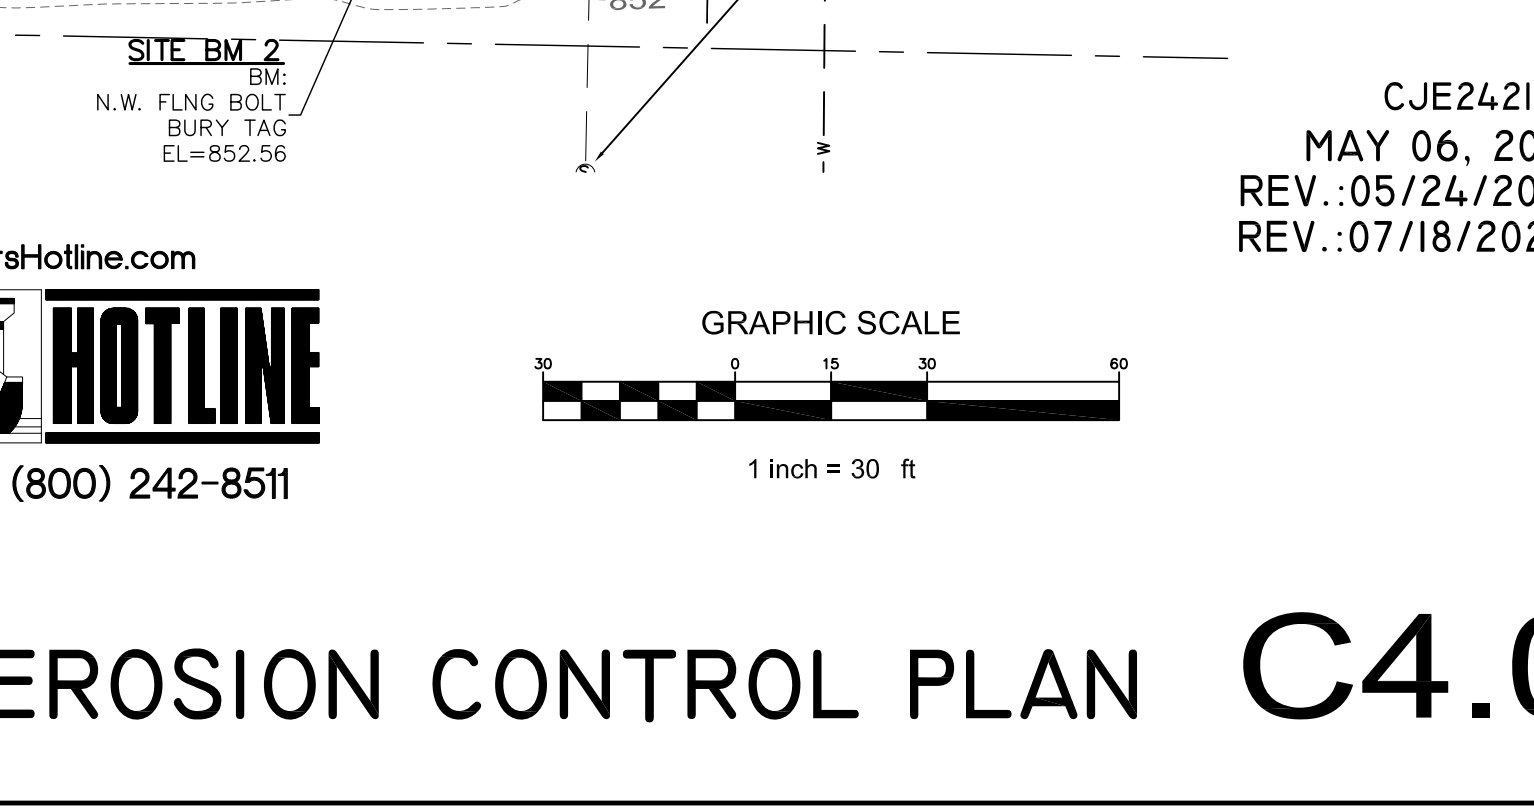 852
SITE BM 2
BM:
N.W. FLNG BOLT
BURY TAG
EL=852.56
W
CJE2421
MAY 06, 20
REV.:05/24/20
REV.:07/18/202
rsHotline.com
HOTLINE
(800) 242-8511
GRAPHIC SCALE
30 0 15 30 60
1 inch = 30 ft
EROSION CONTROL PLAN
C4.0